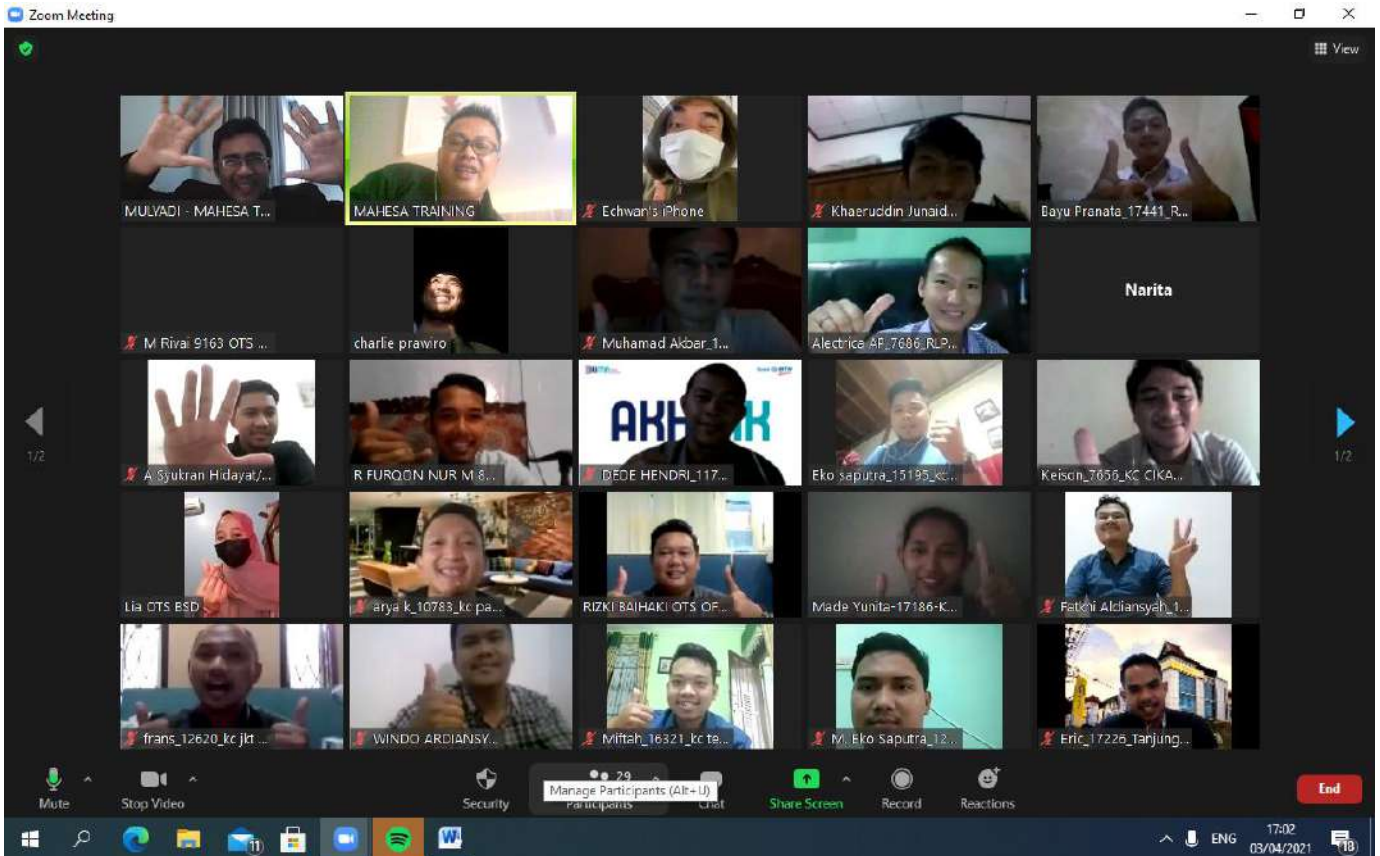 Zoom Meeting
View
MULYADI - MAHESA T...
MAHESA TRAINING
Echwan's iPhone
Khaeruddin Junaid...
Bayu Pranata_17441_R...
M Rivai 9163 OTS ...
charlie prawiro
Muhamad Akbar_1...
Alectrica AP_7686_RLP...
Narita
A Syukran Hidayat/...
R FURQON NUR M 8...
AKH K
DEDE HENDRI_117...
Eko saputra_15195_kc...
Keison_7656_KC CIKA...
1/2
1/2
Lia OTS BSD
arya k_10783_kc pa...
RIZKI BAIHAKI OTS OF...
Made Yunita-17186-K...
Fatkhi Aldiansyah_1...
frans_12620_kc jkt ...
WINDO ARDIANSY...
Miftah_16321_kc te...
M. Eko Saputra_12...
Eric_17226_Tanjung...
Mute
Stop Video
Security
29
Manage Participants (Alt+U)
Participants
Chat
Share Screen
Record
Reactions
End
11
W
ENG
17:02
03/04/2021
18